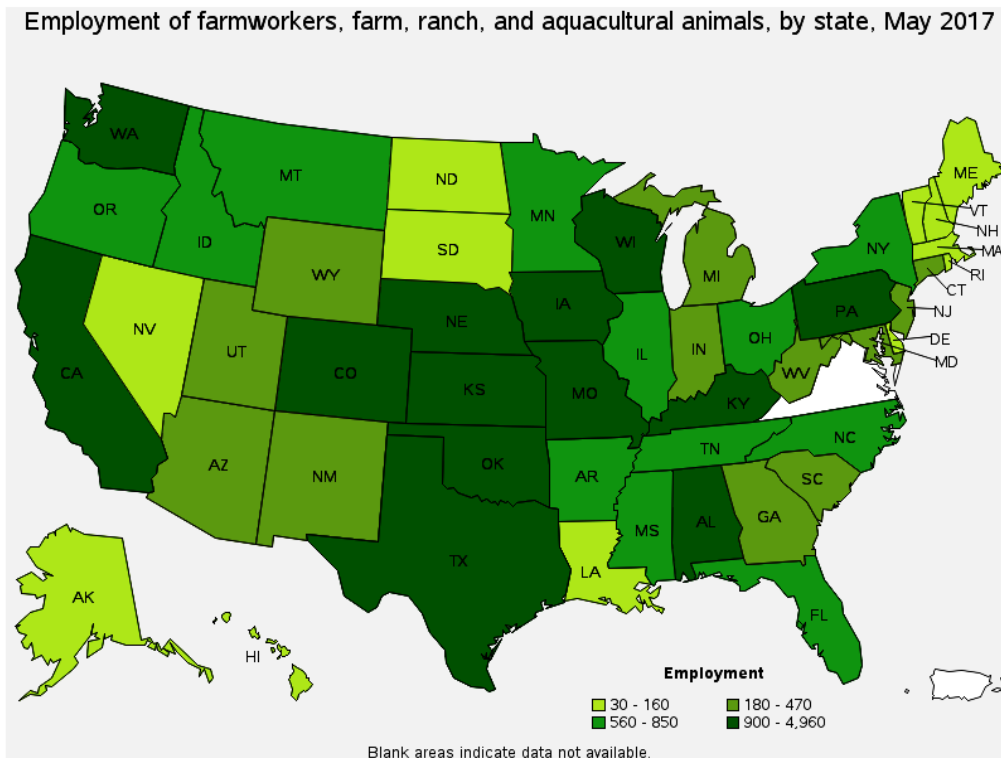 Employment of farmworkers, farm, ranch, and aquacultural animals, by state, May 2017
WA
ME
MT
ND
VT
OR
MN
NH
ID
WI
NY
MA
SD
RI
WY
MI
CT
IA
PA
NJ
NE
NV
OH
DE
UT
IL
IN
MD
CO
WV
CA
KS
MO
KY
NC
TN
AZ
OK
NM
AR
SC
MS
AL
GA
TX
LA
AK
FL
HI
Employment
30 - 160 180 - 470
560 - 850 900 - 4,960
Blank areas indicate data not available.